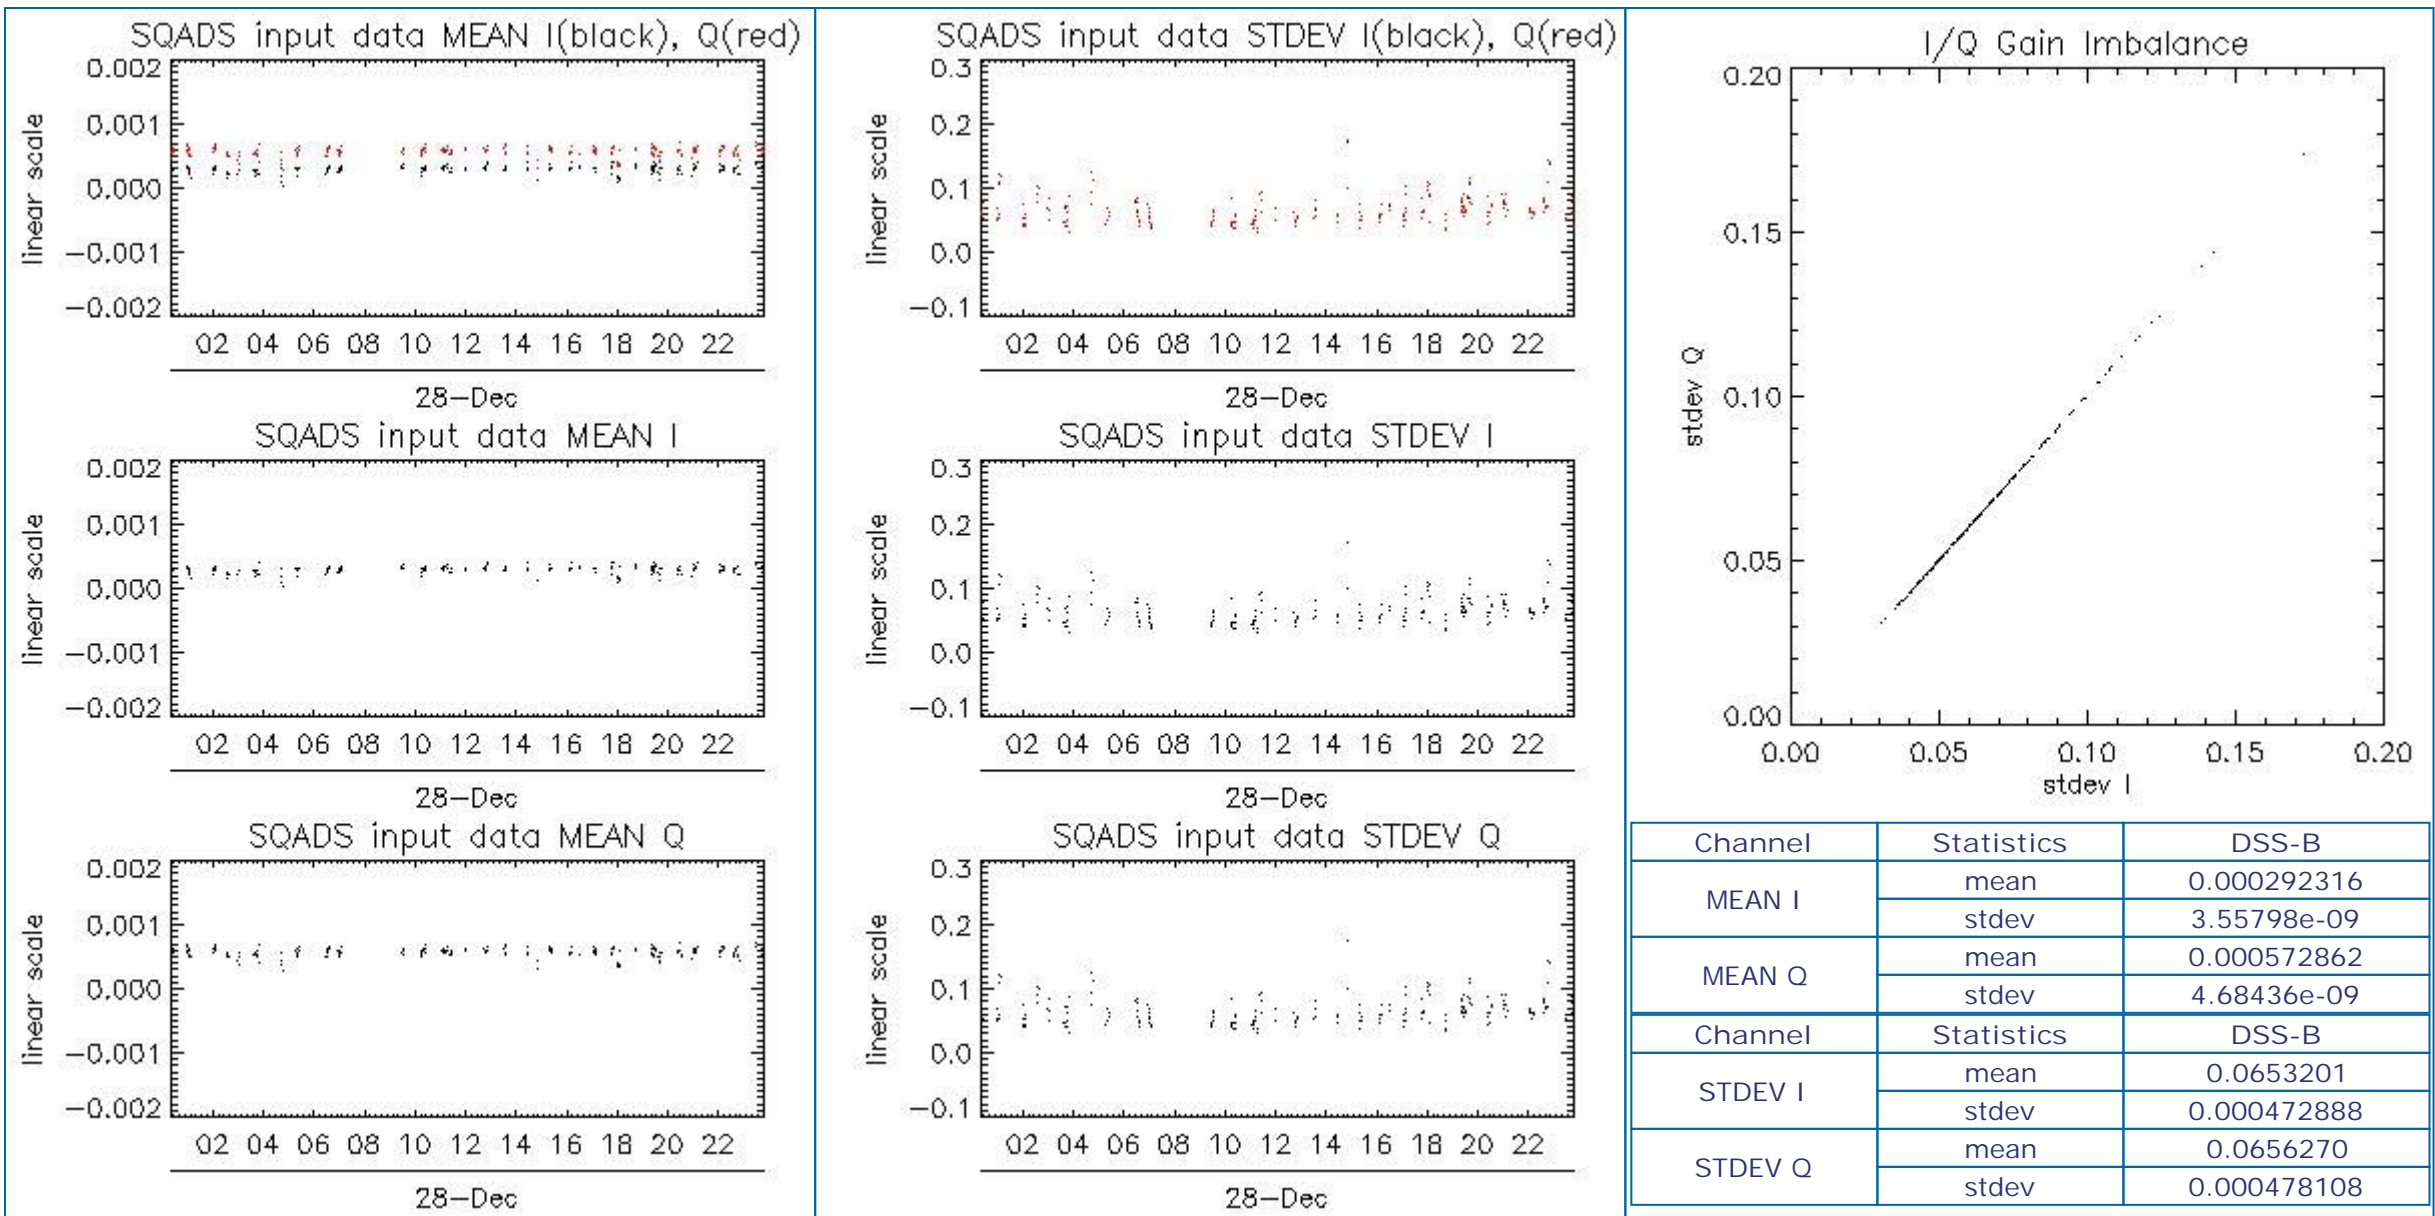 SQADS input data MEAN I(black), Q(red)
0.002
0.001
0.000
−0.001
−0.002
linear scale
02 04 06 08 10 12 14 16 18 20 22
28−Dec
SQADS input data MEAN I
0.002
0.001
0.000
−0.001
−0.002
linear scale
02 04 06 08 10 12 14 16 18 20 22
28−Dec
SQADS input data MEAN Q
0.002
0.001
0.000
−0.001
−0.002
linear scale
02 04 06 08 10 12 14 16 18 20 22
28−Dec
SQADS input data STDEV I(black), Q(red)
0.3
0.2
0.1
0.0
−0.1
linear scale
02 04 06 08 10 12 14 16 18 20 22
28−Dec
SQADS input data STDEV I
0.3
0.2
0.1
0.0
−0.1
linear scale
02 04 06 08 10 12 14 16 18 20 22
28−Dec
SQADS input data STDEV Q
0.3
0.2
0.1
0.0
−0.1
linear scale
02 04 06 08 10 12 14 16 18 20 22
28−Dec
I/Q Gain Imbalance
0.20
0.15
0.10
0.05
0.00
stdev Q
0.00 0.05 0.10 0.15 0.20
stdev I
Channel Statistics DSS-B
MEAN I mean 0.000292316
stdev 3.55798e-09
MEAN Q mean 0.000572862
stdev 4.68436e-09
Channel Statistics DSS-B
STDEV I mean 0.0653201
stdev 0.000472888
STDEV Q mean 0.0656270
stdev 0.000478108